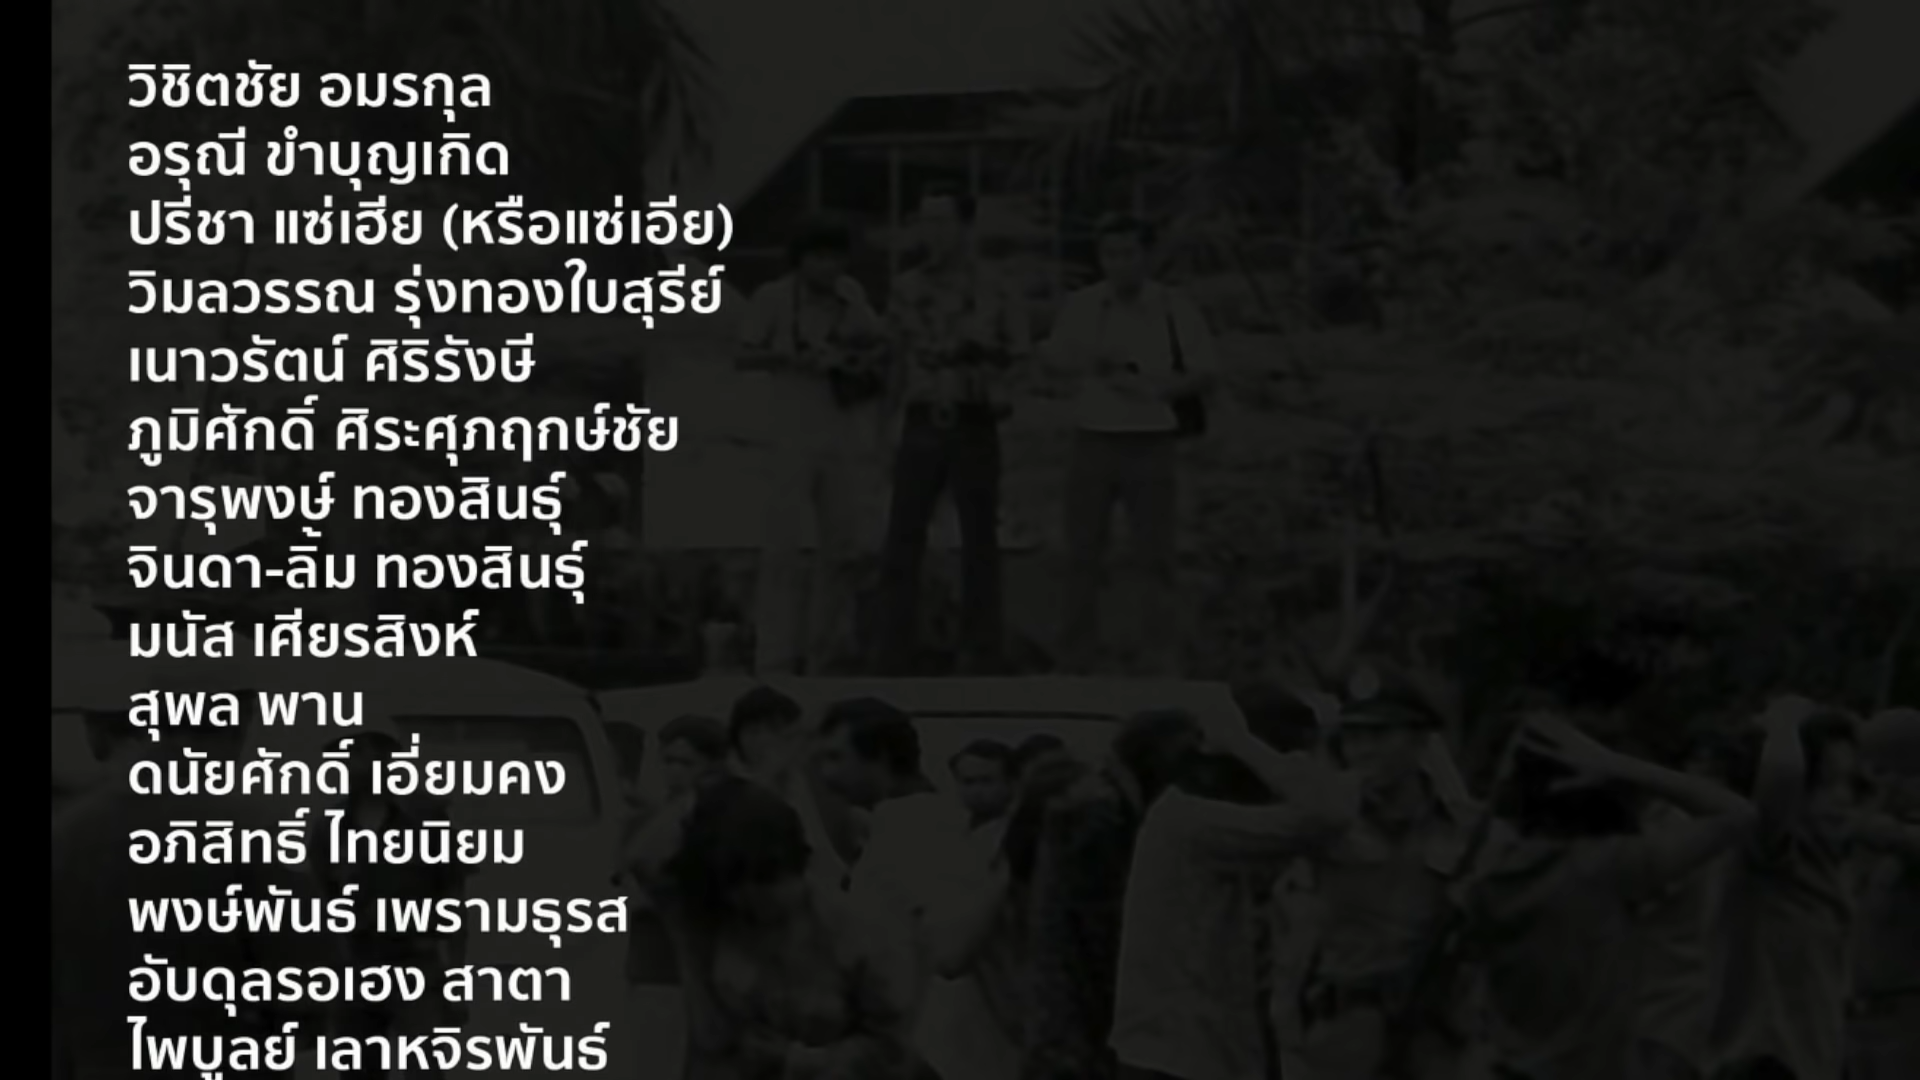 วิชิตชัย อมรกุล
อรุณี ขำบุญเกิด
ปรีชา แซ่เฮีย (หรือแซ่เอีย)
วิมลวรรณ รุ่งทองใบสุรีย์
เนาวรัตน์ ศิริรังษี
ภูมิศักดิ์ ศิระศุภฤกษ์ชัย
จารุพงษ์ ทองสินธุ์
จินดา-ลิ้ม ทองสินธุ์
มนัส เศียรสิงห์
สุพล พาน
ดนัยศักดิ์ เอี่ยมคง
อภิสิทธิ์ ไทยนิยม
พงษ์พันธ์ เพรามธุรส
อับดุลรอเฮง สาตา
ไพบูลย์ เลาหจิรพันธ์